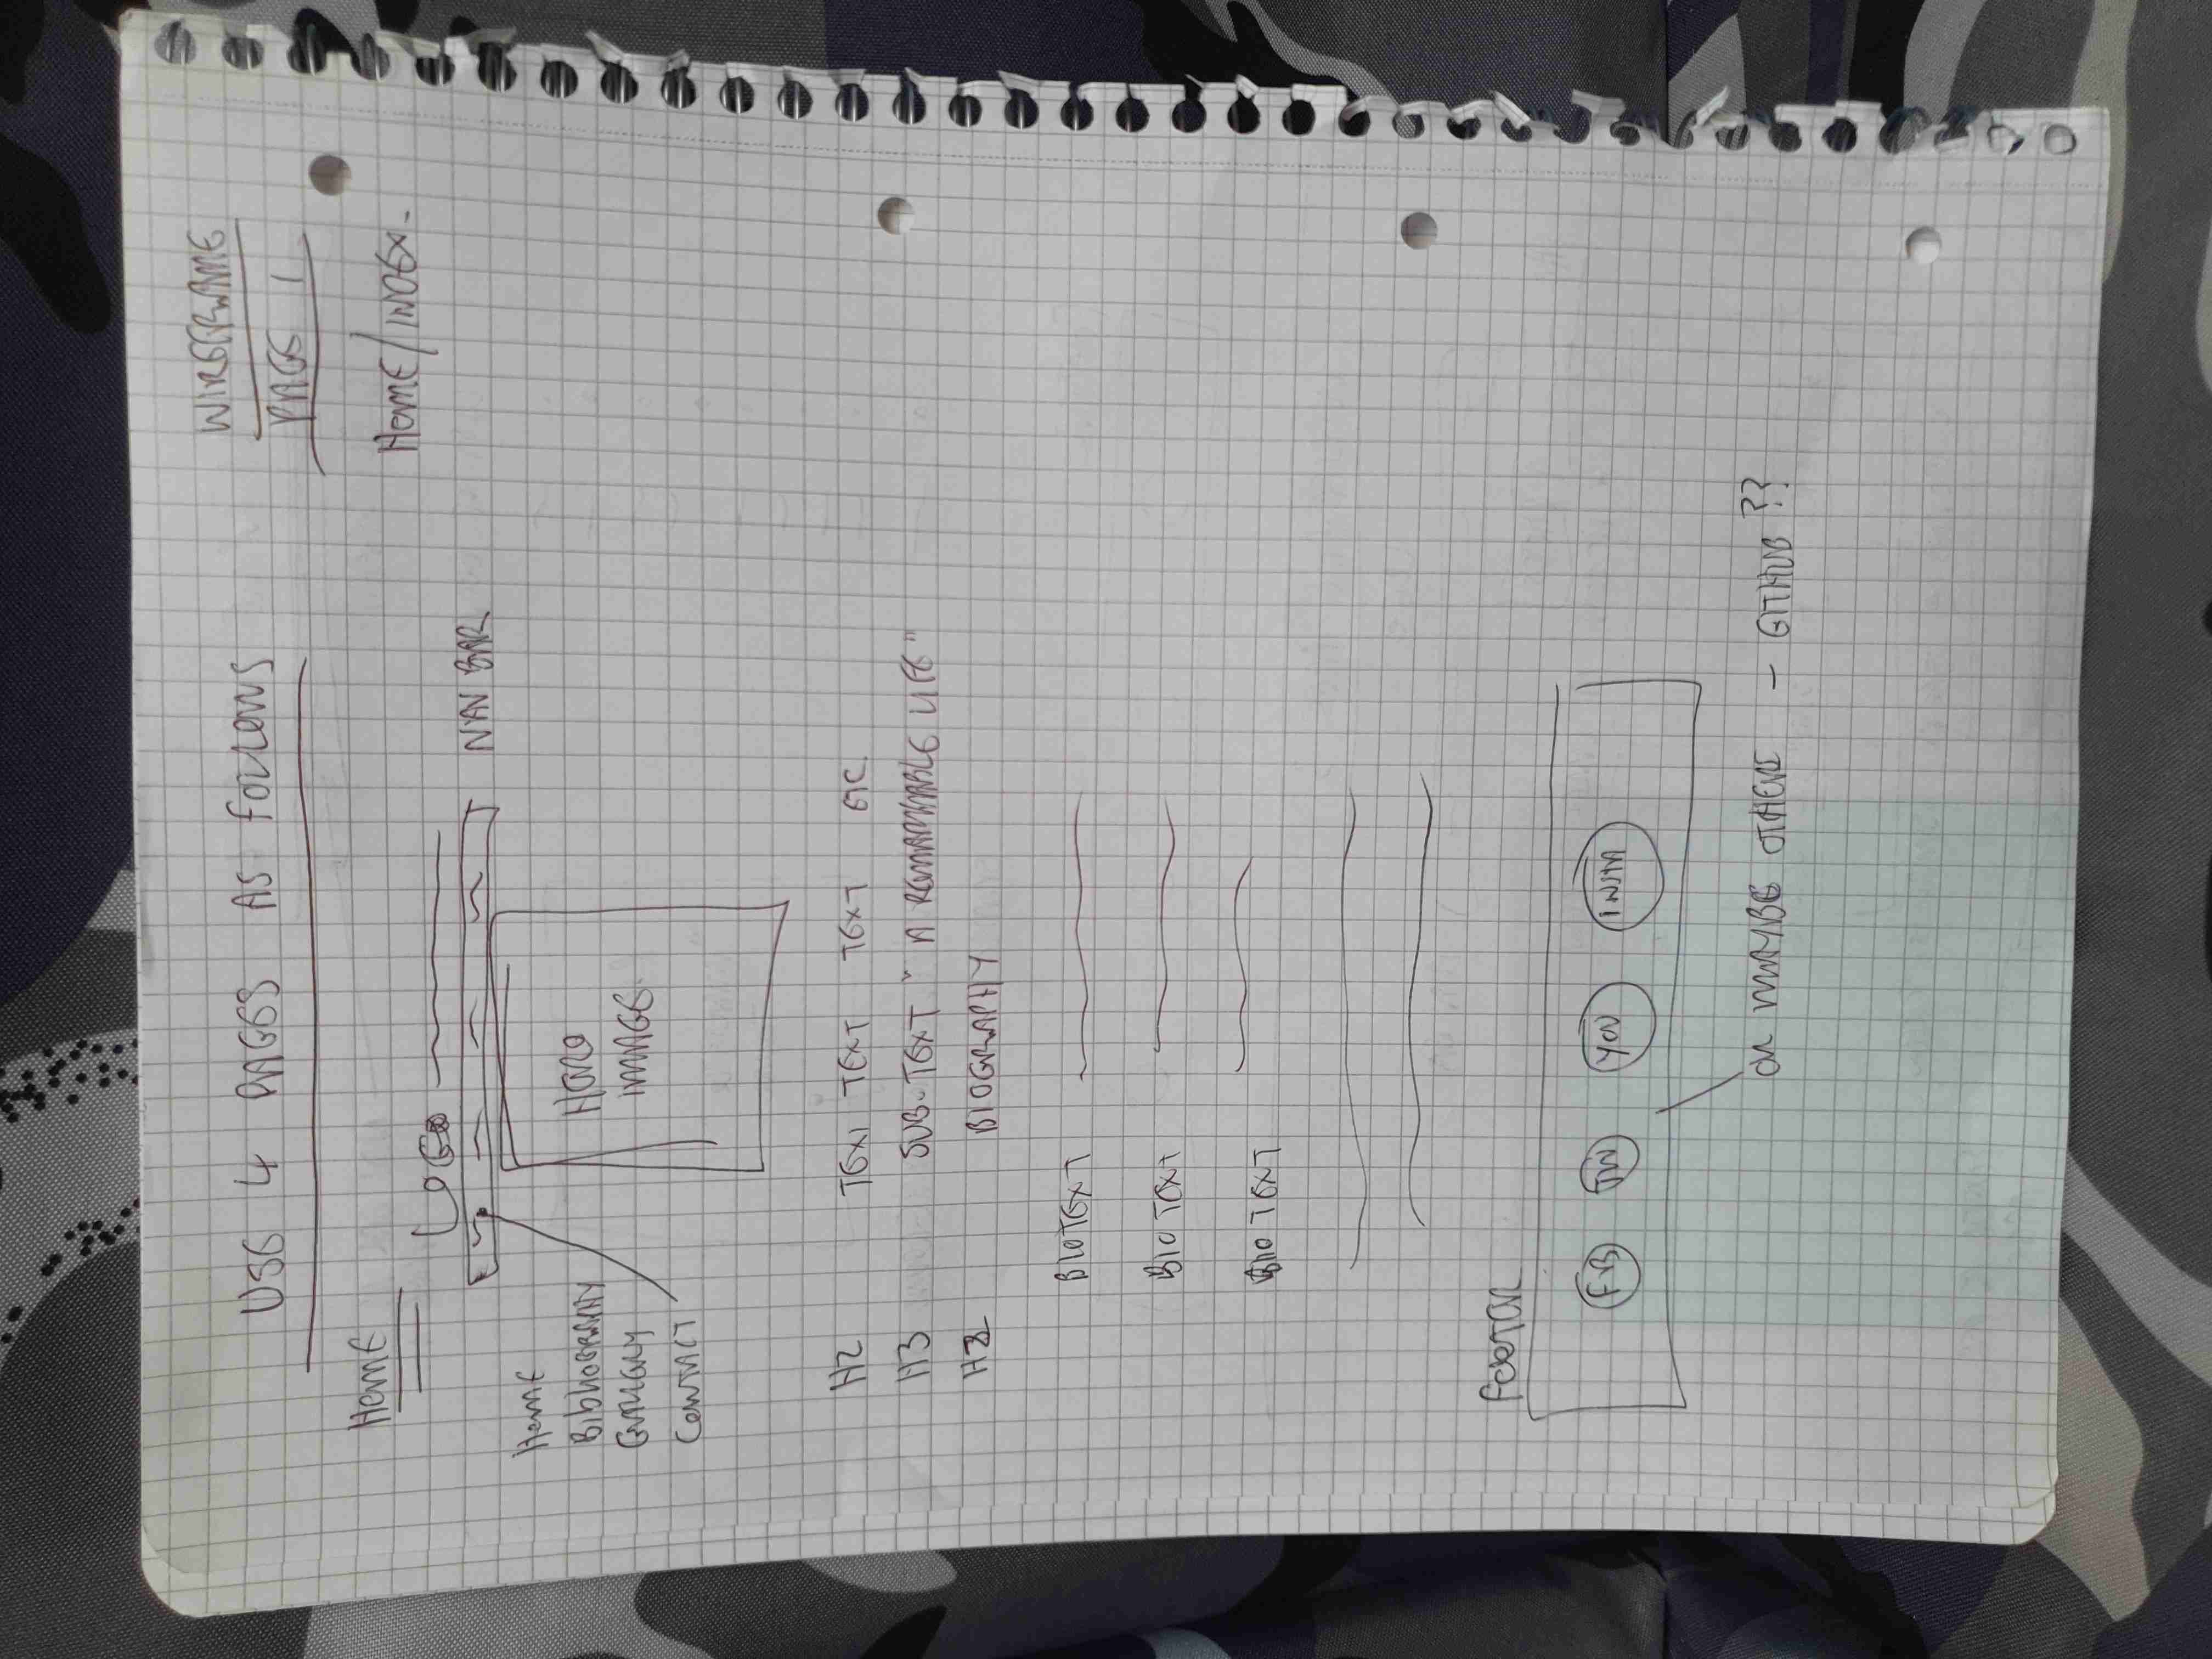 USE 4 PAGES AS FOLLOWS
WIREFRAME
PAGE 1
HOME
HOME/INDEX.
LOGO
NAV BAR
HOME
BIBLIOGRAPHY
GALLERY
CONTACT
HERO
IMAGE
H2 TEXT TEXT TEXT ETC.
H3 SUB-TEXT "A REMARKABLE LIFE"
BIOGRAPHY
BIO TEXT
BIO TEXT
BIO TEXT
FOOTER
FB TW YOU INSTA
OR MAYBE OTHERS - GITHUB ??